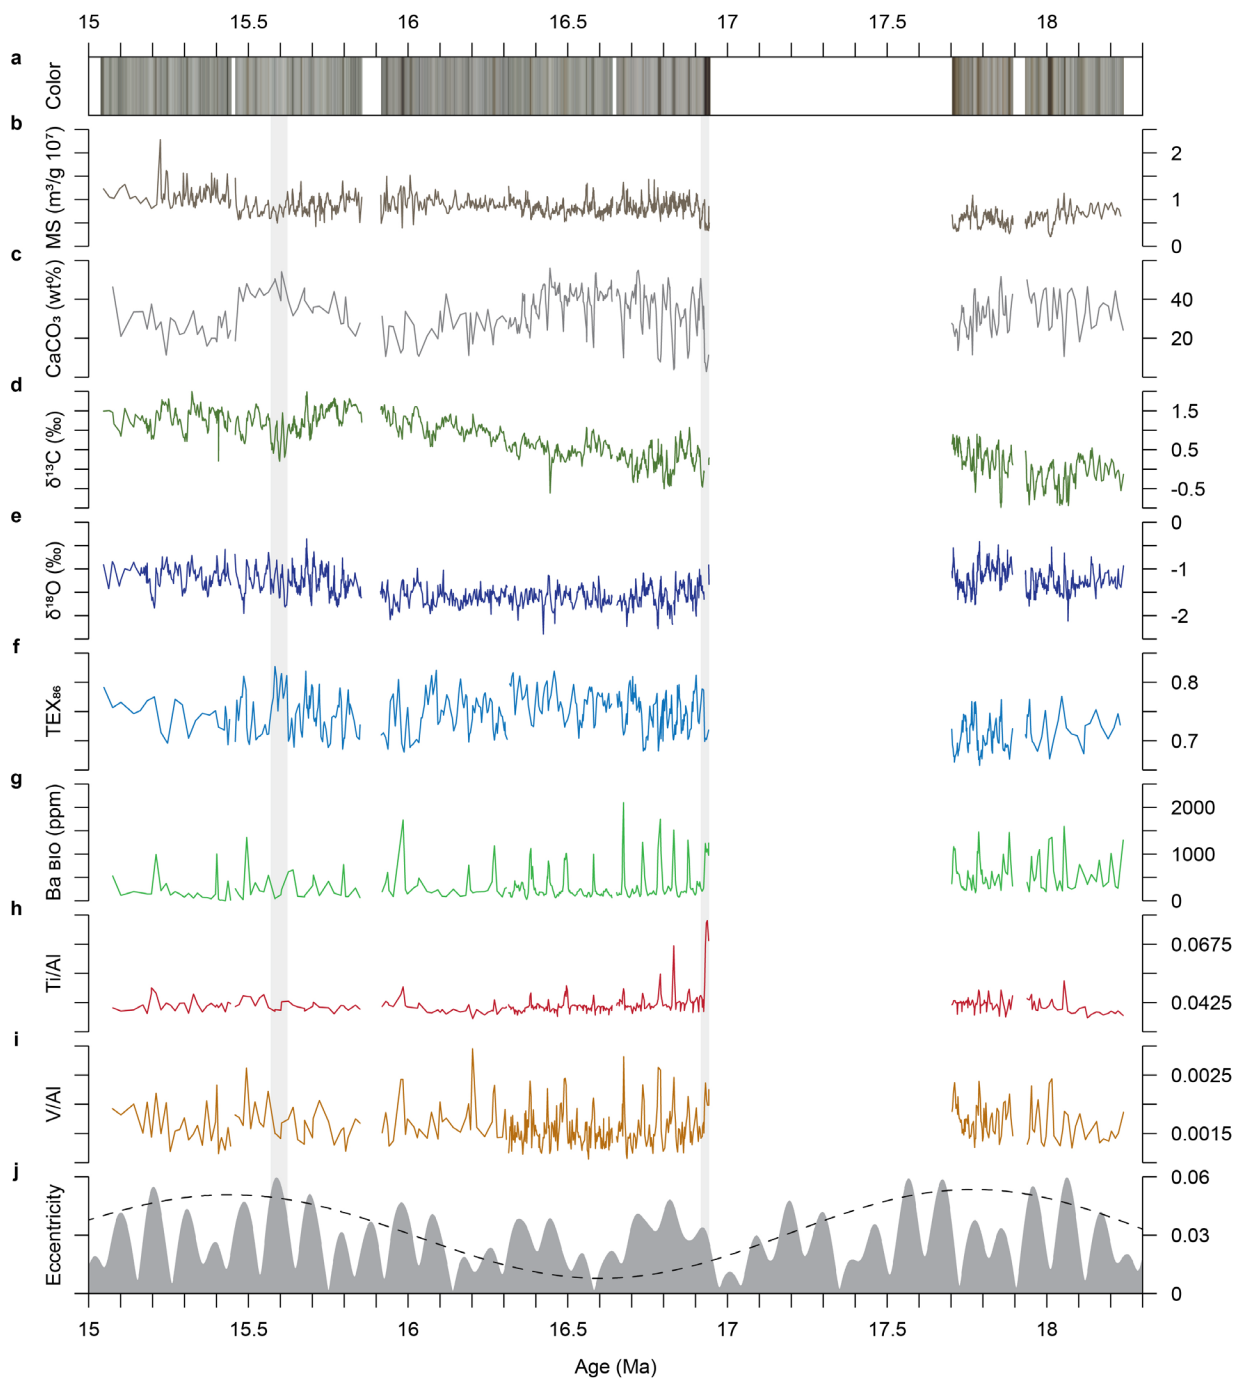 15 15.5 16 16.5 17 17.5 18
a
Color
b
MS (m³/g 10⁷)
2
1
0
c
CaCO₃ (wt%)
40
20
d
δ¹³C (‰)
1.5
0.5
-0.5
e
δ¹⁸O (‰)
0
-1
-2
f
TEX₈₆
0.8
0.7
g
Ba BIO (ppm)
2000
1000
0
h
Ti/Al
0.0675
0.0425
i
V/Al
0.0025
0.0015
j
Eccentricity
0.06
0.03
0
15 15.5 16 16.5 17 17.5 18
Age (Ma)